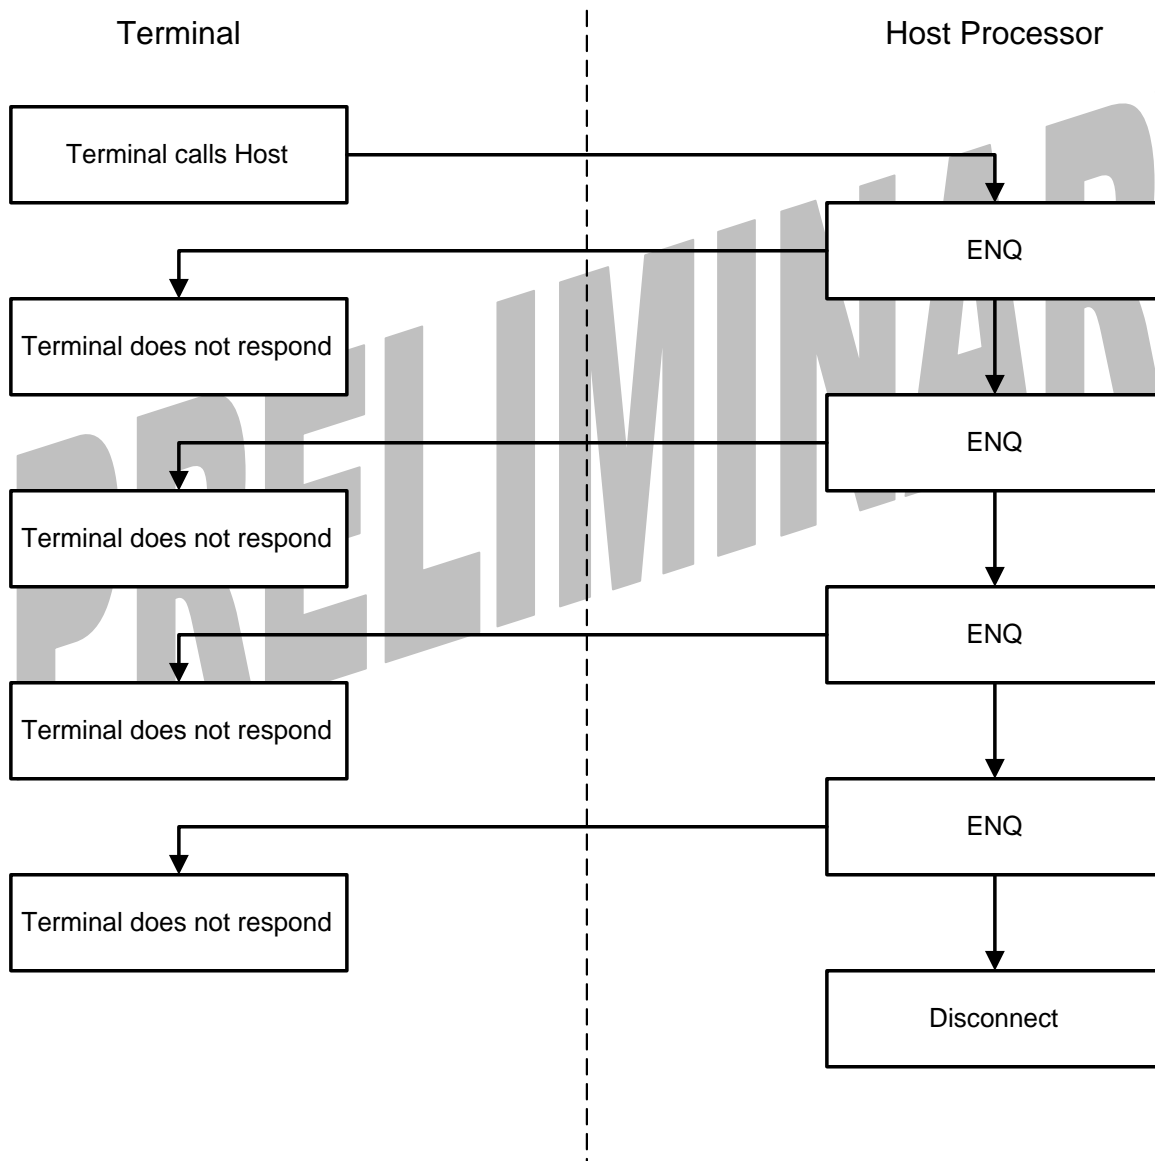 Terminal
Host Processor
Terminal calls Host
ENQ
Terminal does not respond
ENQ
Terminal does not respond
ENQ
Terminal does not respond
ENQ
Terminal does not respond
Disconnect
PRELIMINAR